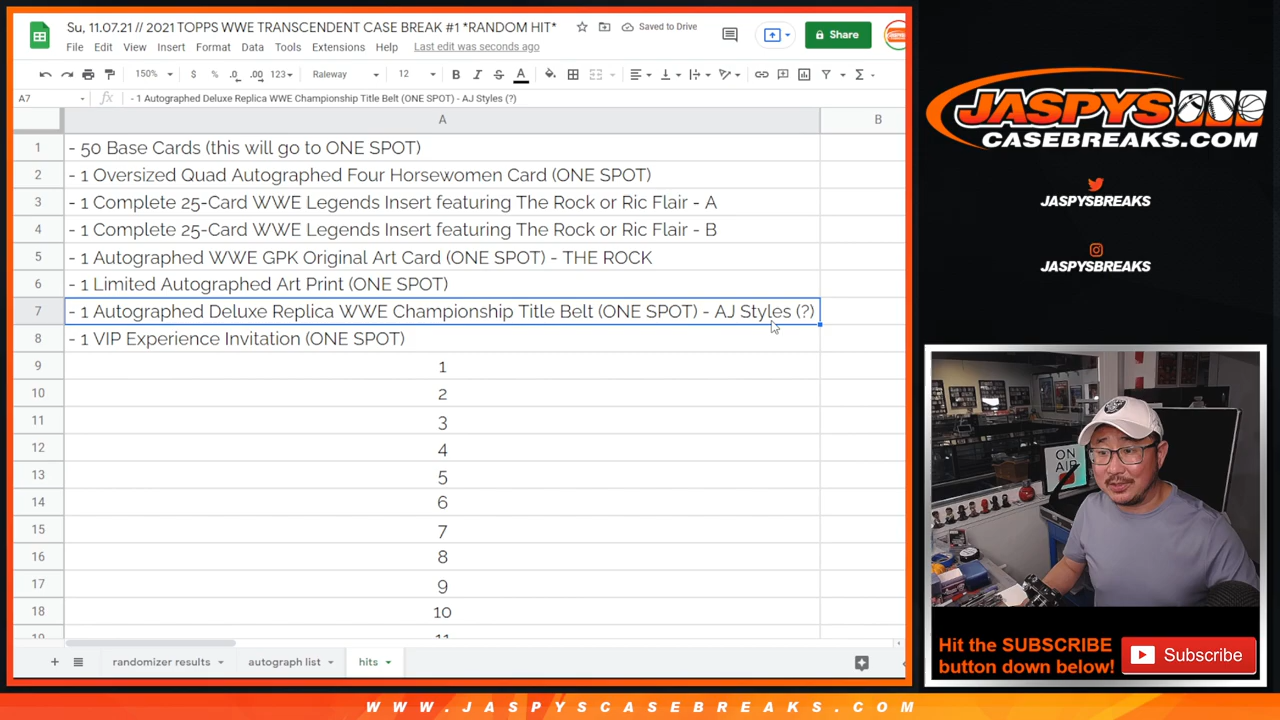 Su, 11.07.21 // 2021 TOPPS WWE TRANSCENDENT CASE BREAK #1 *RANDOM HIT*
Saved to Drive
Share
File Edit View Insert Format Data Tools Extensions Help Last edit was seconds ago
150% $ % .0 .00 123 Raleway 12 B I S A
A7 fx - 1 Autographed Deluxe Replica WWE Championship Title Belt (ONE SPOT) - AJ Styles (?)
A B
1 - 50 Base Cards (this will go to ONE SPOT)
2 - 1 Oversized Quad Autographed Four Horsewomen Card (ONE SPOT)
3 - 1 Complete 25-Card WWE Legends Insert featuring The Rock or Ric Flair - A
4 - 1 Complete 25-Card WWE Legends Insert featuring The Rock or Ric Flair - B
5 - 1 Autographed WWE GPK Original Art Card (ONE SPOT) - THE ROCK
6 - 1 Limited Autographed Art Print (ONE SPOT)
7 - 1 Autographed Deluxe Replica WWE Championship Title Belt (ONE SPOT) - AJ Styles (?)
8 - 1 VIP Experience Invitation (ONE SPOT)
9 1
10 2
11 3
12 4
13 5
14 6
15 7
16 8
17 9
18 10
19 11
randomizer results autograph list hits
JASPYS
CASEBREAKS.COM
JASPYSBREAKS
JASPYSBREAKS
ON
AIR
Hit the SUBSCRIBE
button down below!
Subscribe
WWW.JASPYSCASEBREAKS.COM